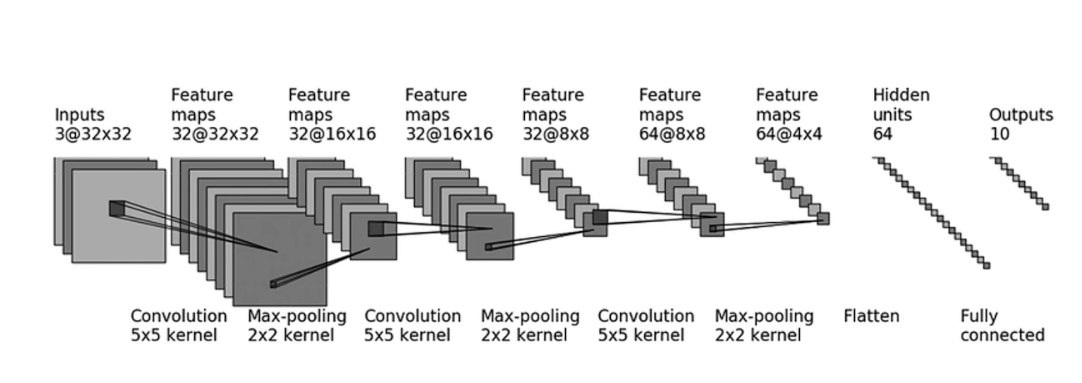 Inputs
3@32x32
Feature
maps
32@32x32
Feature
maps
32@16x16
Feature
maps
32@16x16
Feature
maps
32@8x8
Feature
maps
64@8x8
Feature
maps
64@4x4
Hidden
units
64
Outputs
10
Convolution
5x5 kernel
Max-pooling
2x2 kernel
Convolution
5x5 kernel
Max-pooling
2x2 kernel
Convolution
5x5 kernel
Max-pooling
2x2 kernel
Flatten
Fully
connected